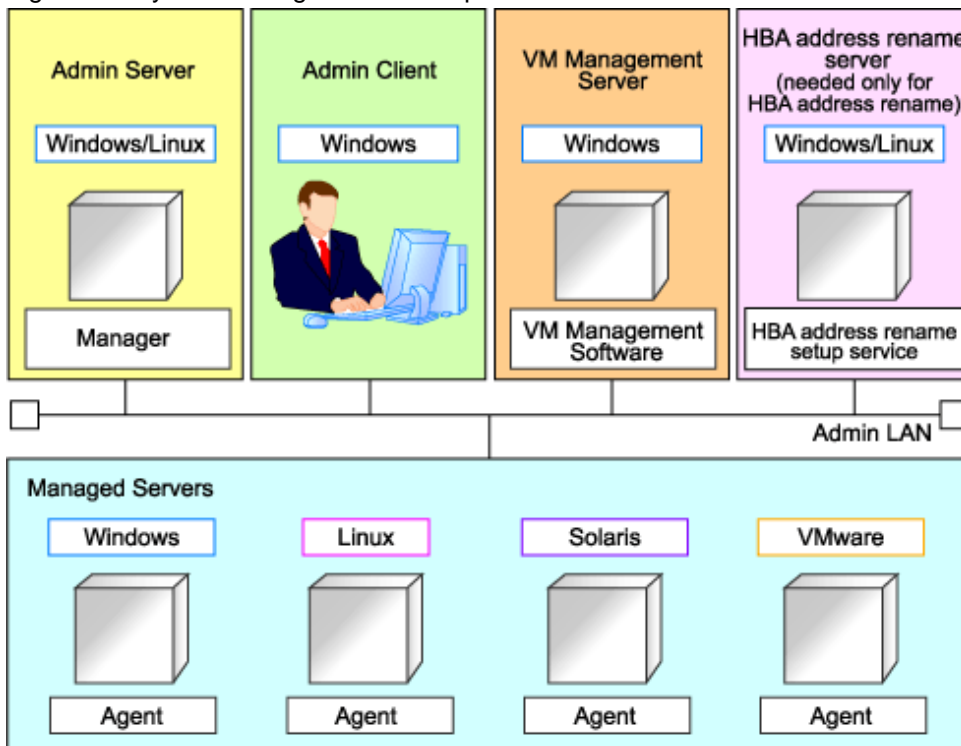 Admin Server
Windows/Linux
Manager
Admin Client
Windows
VM Management
Server
Windows
VM Management
Software
HBA address rename
server
(needed only for
HBA address rename)
Windows/Linux
HBA address rename
setup service
Admin LAN
Managed Servers
Windows
Linux
Solaris
VMware
Agent
Agent
Agent
Agent